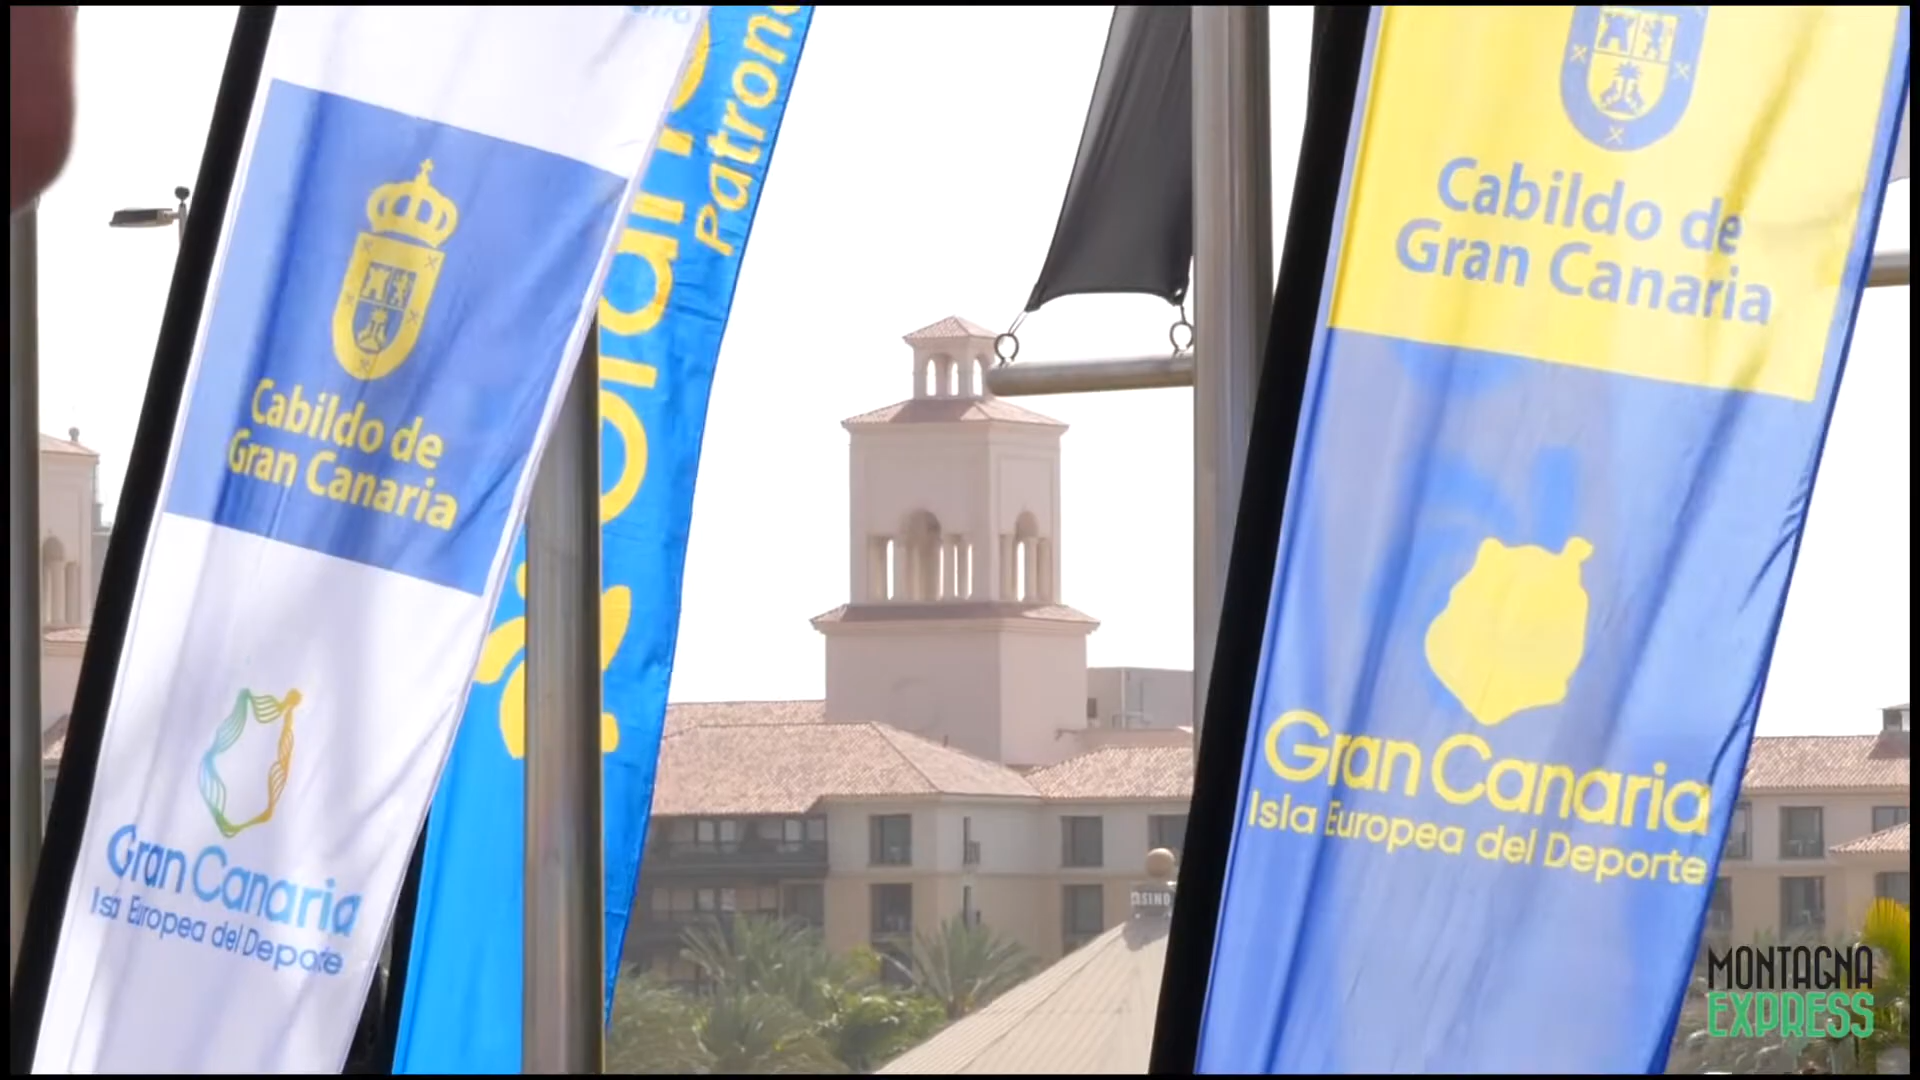 Cabildo de
Gran Canaria
Gran Canaria
Isla Europea del Deporte
Patron
Cabildo de
Gran Canaria
Gran Canaria
Isla Europea del Deporte
MONTAGNA
EXPRESS